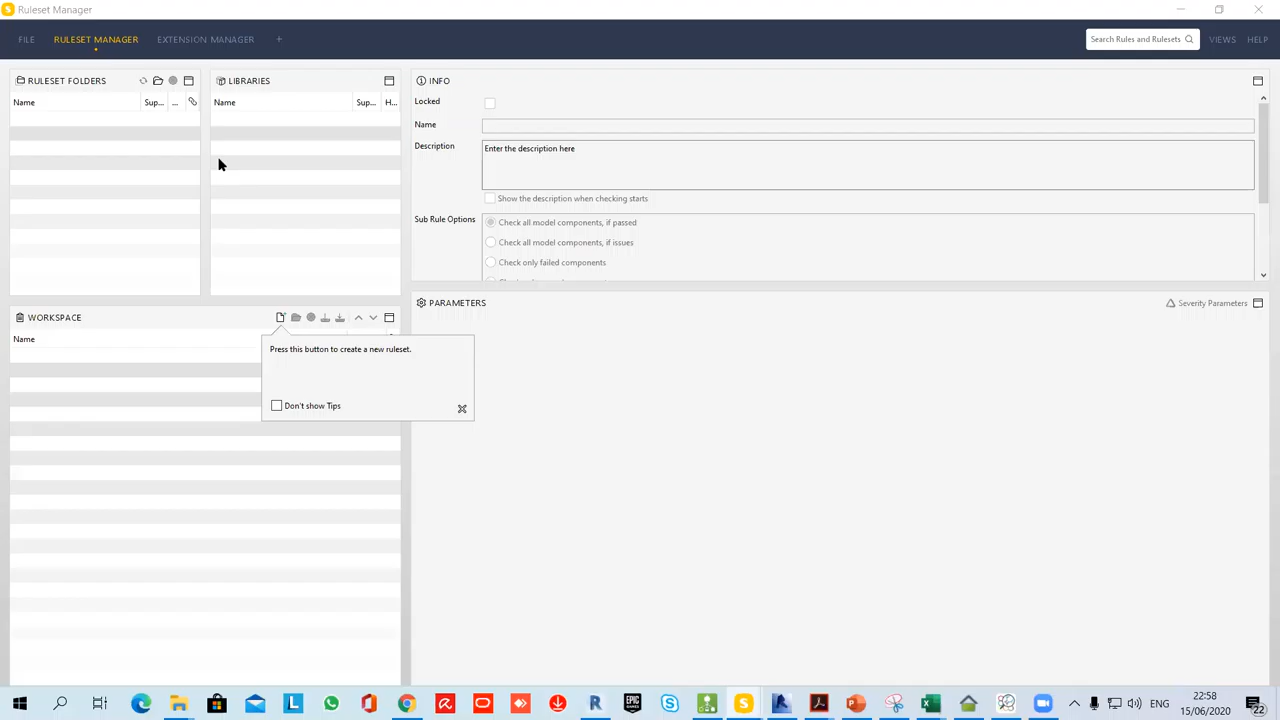 Ruleset Manager
FILE RULESET MANAGER EXTENSION MANAGER + Search Rules and Rulesets VIEWS HELP
RULESET FOLDERS
Name Sup... ...
LIBRARIES
Name Sup... H...
INFO
Locked
Name
Description Enter the description here
Show the description when checking starts
Sub Rule Options Check all model components, if passed
Check all model components, if issues
Check only failed components
WORKSPACE
Name
Press this button to create a new ruleset.
Don't show Tips
PARAMETERS Severity Parameters
22:58
ENG
15/06/2020
22